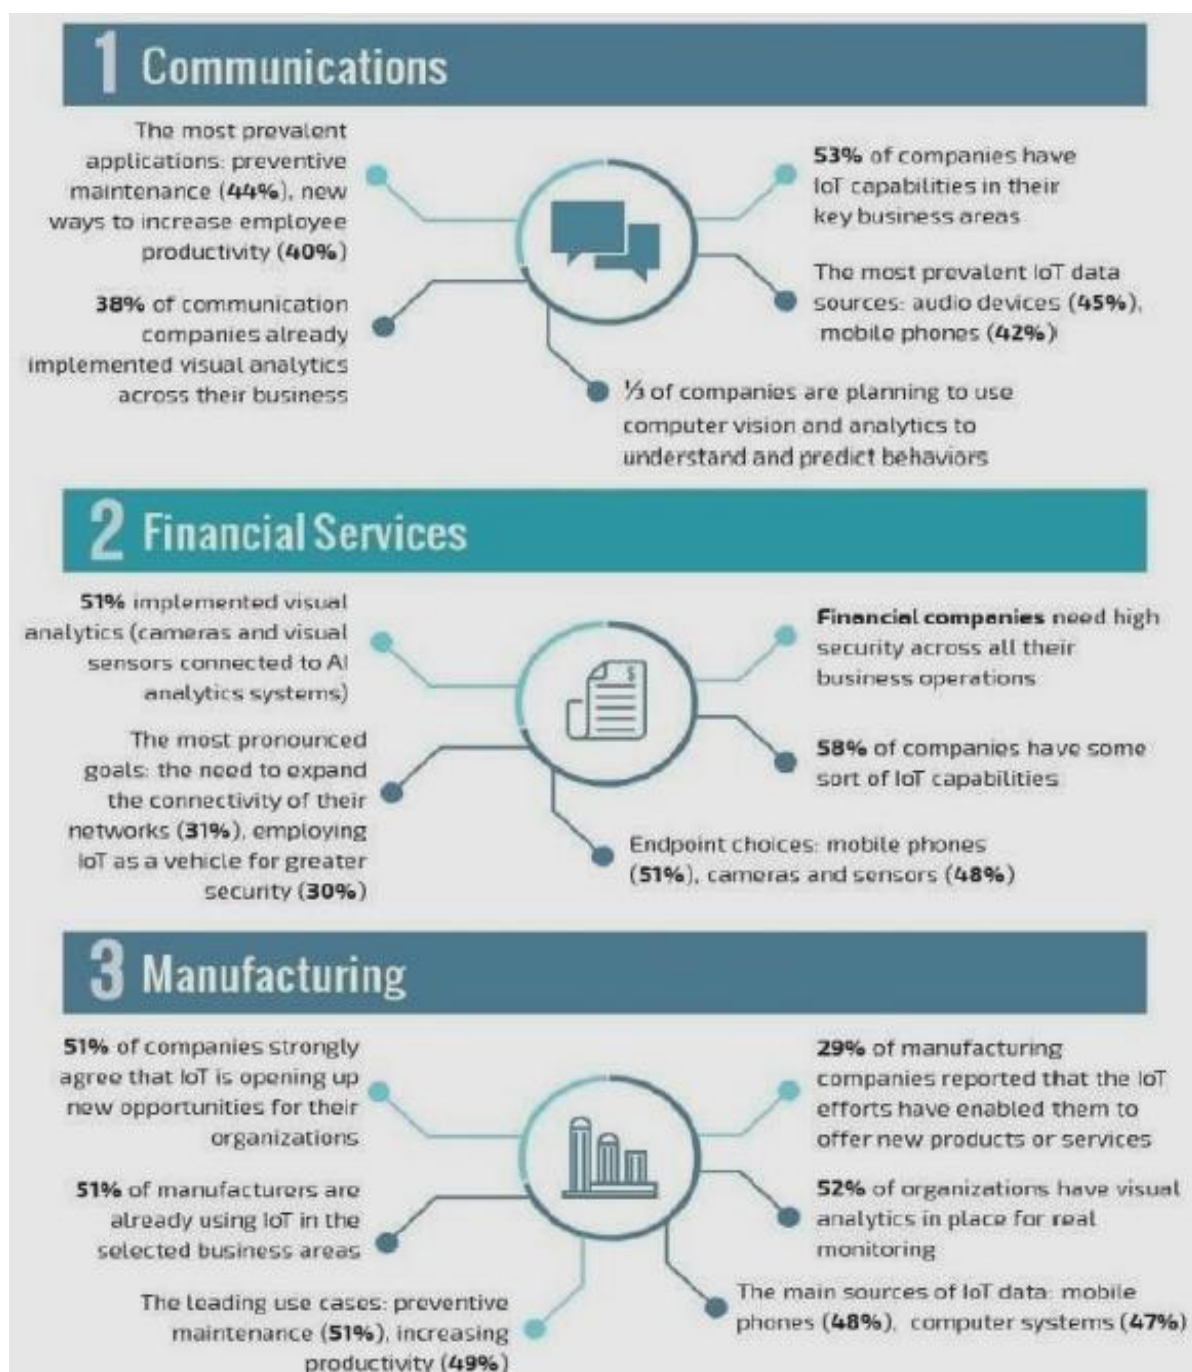 1 Communications
The most prevalent
applications: preventive
maintenance (44%), new
ways to increase employee
productivity (40%)
38% of communication
companies already
implemented visual analytics
across their business
53% of companies have
IoT capabilities in their
key business areas
The most prevalent IoT data
sources: audio devices (45%),
mobile phones (42%)
⅓ of companies are planning to use
computer vision and analytics to
understand and predict behaviors
2 Financial Services
51% implemented visual
analytics (cameras and visual
sensors connected to AI
analytics systems)
The most pronounced
goals: the need to expand
the connectivity of their
networks (31%), employing
IoT as a vehicle for greater
security (30%)
$
Financial companies need high
security across all their
business operations
58% of companies have some
sort of IoT capabilities
Endpoint choices: mobile phones
(51%), cameras and sensors (48%)
3 Manufacturing
51% of companies strongly
agree that IoT is opening up
new opportunities for their
organizations
51% of manufacturers are
already using IoT in the
selected business areas
The leading use cases: preventive
maintenance (51%), increasing
productivity (49%)
29% of manufacturing
companies reported that the IoT
efforts have enabled them to
offer new products or services
52% of organizations have visual
analytics in place for real
monitoring
The main sources of IoT data: mobile
phones (48%), computer systems (47%)